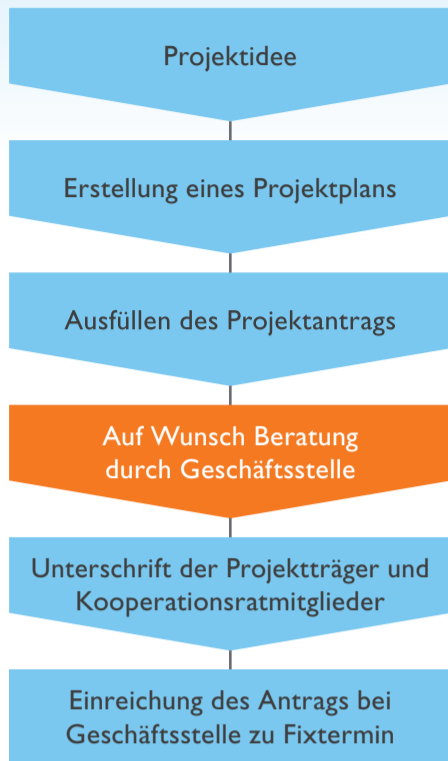 Projektidee
Erstellung eines Projektplans
Ausfüllen des Projektantrags
Auf Wunsch Beratung
durch Geschäftsstelle
Unterschrift der Projektträger und
Kooperationsratmitglieder
Einreichung des Antrags bei
Geschäftsstelle zu Fixtermin